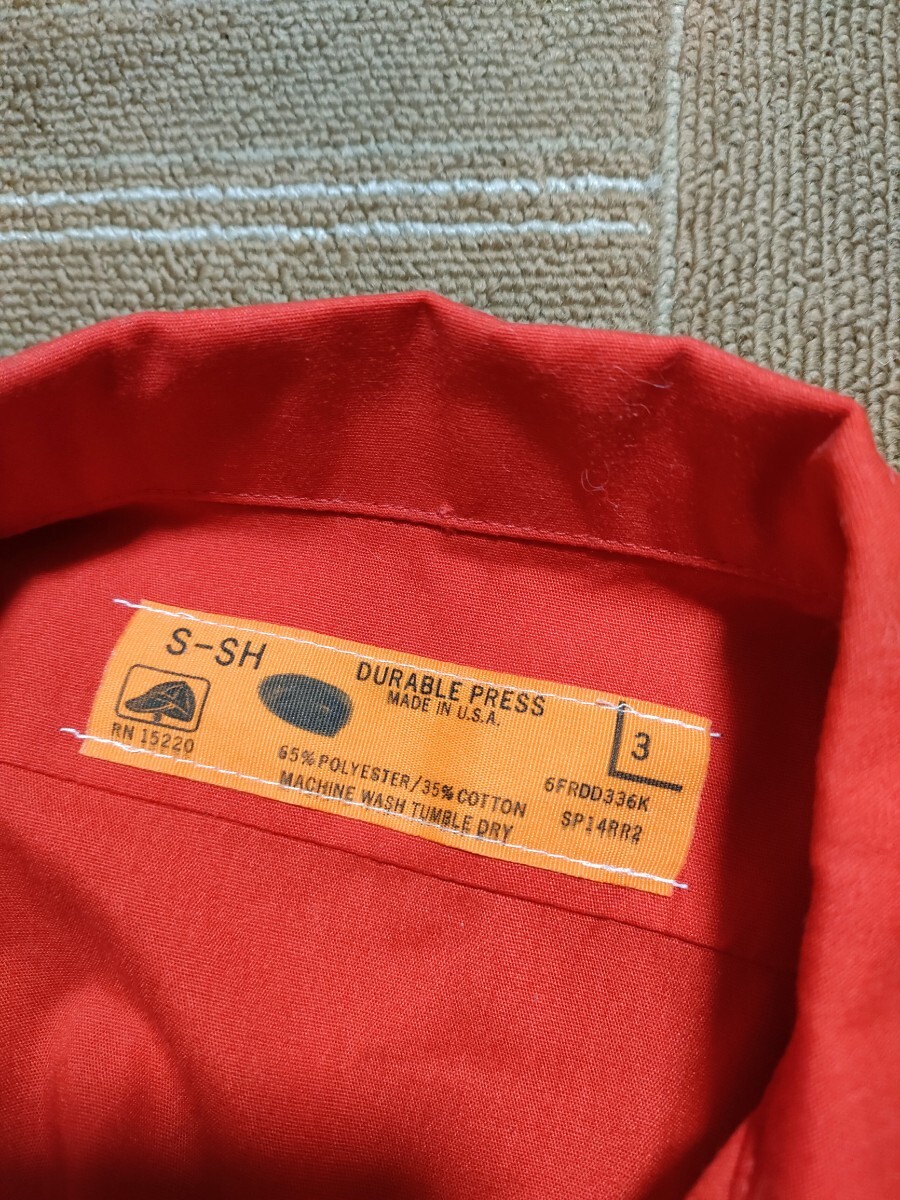 S-SH
DURABLE PRESS
MADE IN U.S.A.
3
RN 15220
65% POLYESTER/35% COTTON
6FRDD336K
MACHINE WASH TUMBLE DRY
SP14RR2